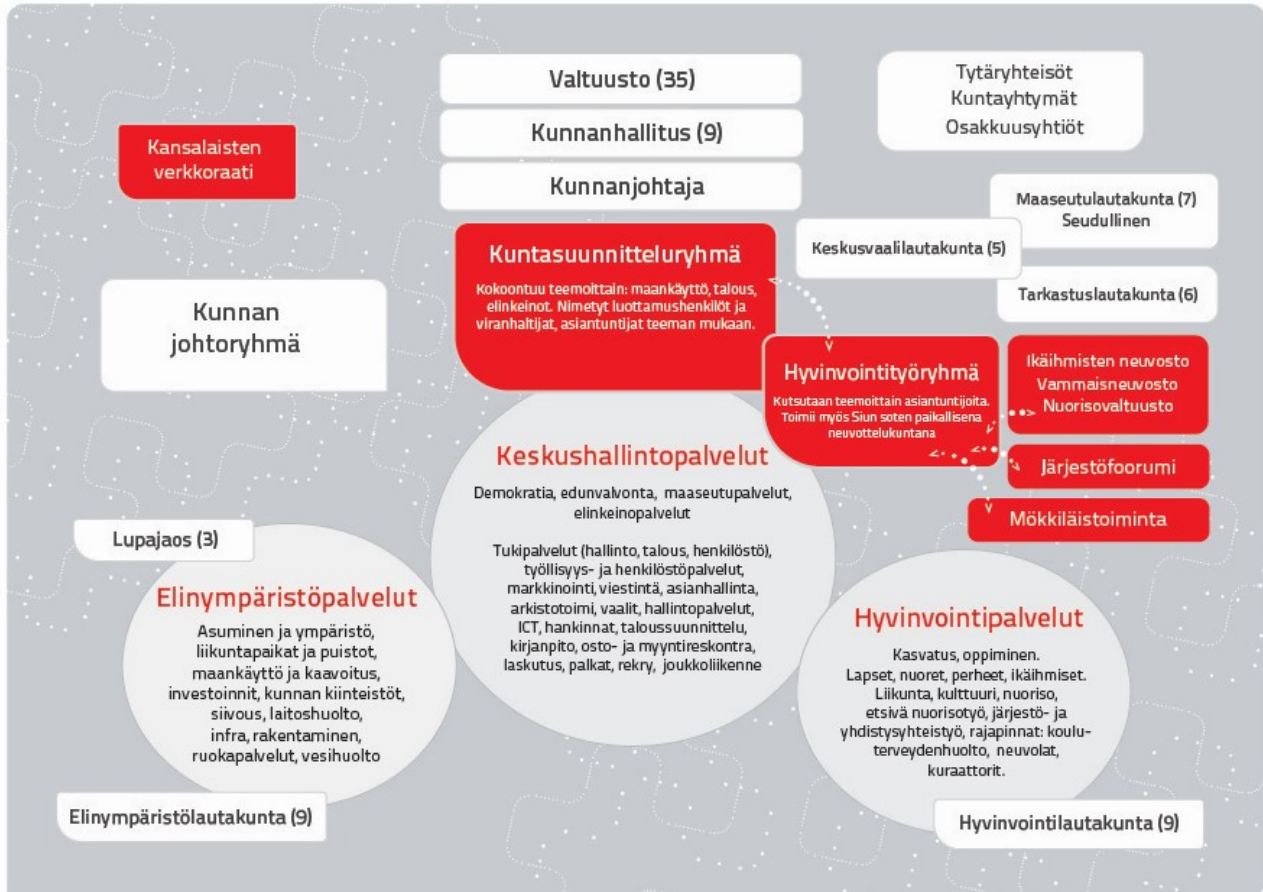 Valtuusto (35)
Kunnanhallitus (9)
Kunnanjohtaja
Tytäryhteisöt
Kuntayhtymät
Osakkuusyhtiöt
Kansalaisten
verkkoraati
Maaseutulautakunta (7)
Seudullinen
Keskusvaalilautakunta (5)
Tarkastuslautakunta (6)
Kuntasuunnitteluryhmä
Kokoontuu teemoittain: maankäyttö, talous,
elinkeinot. Nimetyt luottamushenkilöt ja
viranhaltijat, asiantuntijat teeman mukaan.
Kunnan
johtoryhmä
Hyvinvointityöryhmä
Kutsutaan teemoittain asiantuntijoita.
Toimii myös Siun soten paikallisena
neuvottelukuntana
Ikäihmisten neuvosto
Vammaisneuvosto
Nuorisovaltuusto
Järjestöfoorumi
Mökkiläistoiminta
Keskushallintopalvelut
Demokratia, edunvalvonta, maaseutupalvelut,
elinkeinopalvelut
Tukipalvelut (hallinto, talous, henkilöstö),
työllisyys- ja henkilöstöpalvelut,
markkinointi, viestintä, asianhallinta,
arkistotoimi, vaalit, hallintopalvelut,
ICT, hankinnat, taloussuunnittelu,
kirjanpito, osto- ja myyntireskontra,
laskutus, palkat, rekry, joukkoliikenne
Lupajaos (3)
Elinympäristöpalvelut
Asuminen ja ympäristö,
liikuntapaikat ja puistot,
maankäyttö ja kaavoitus,
investoinnit, kunnan kiinteistöt,
siivous, laitoshuolto,
infra, rakentaminen,
ruokapalvelut, vesihuolto
Elinympäristölautakunta (9)
Hyvinvointipalvelut
Kasvatus, oppiminen.
Lapset, nuoret, perheet, ikäihmiset.
Liikunta, kulttuuri, nuoriso,
etsivä nuorisotyö, järjestö- ja
yhdistysyhteistyö, rajapinnat: koulu-
terveydenhuolto, neuvolat,
kuraattorit.
Hyvinvointilautakunta (9)